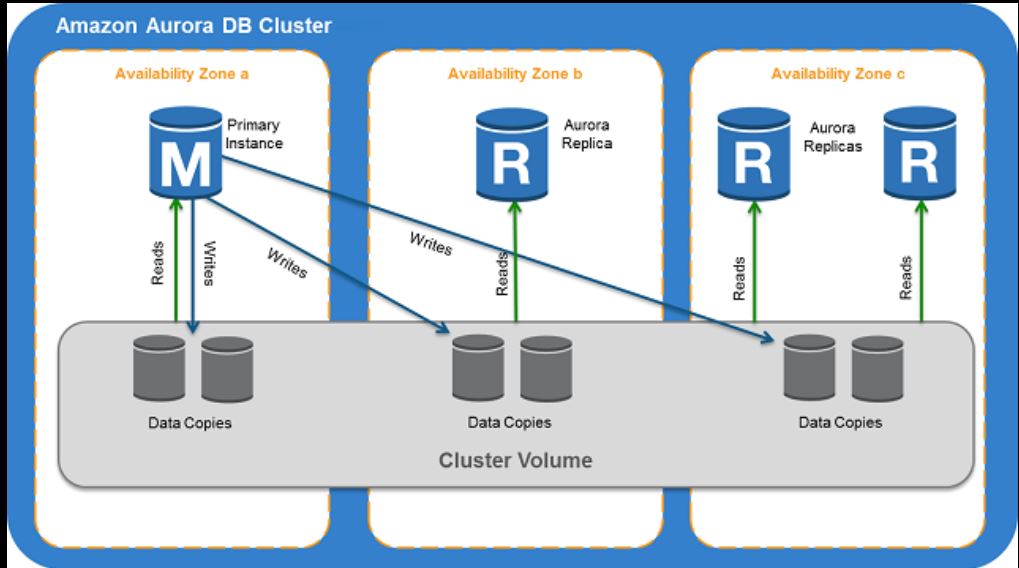 Amazon Aurora DB Cluster
Availability Zone a
Availability Zone b
Availability Zone c
M
Primary
Instance
R
Aurora
Replica
R
Aurora
Replicas
R
Reads
Writes
Writes
Writes
Reads
Reads
Reads
Data Copies
Data Copies
Data Copies
Cluster Volume